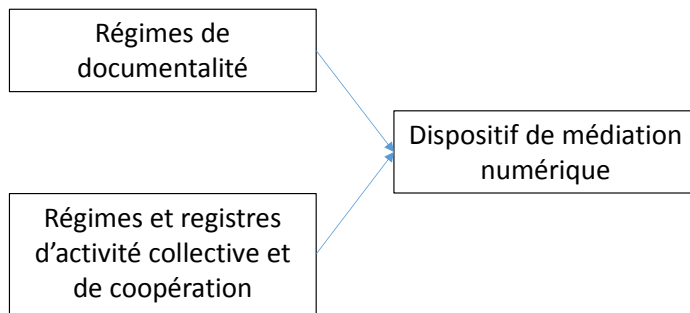 Régimes de
documentalité
Dispositif de médiation
numérique
Régimes et registres
d’activité collective et
de coopération